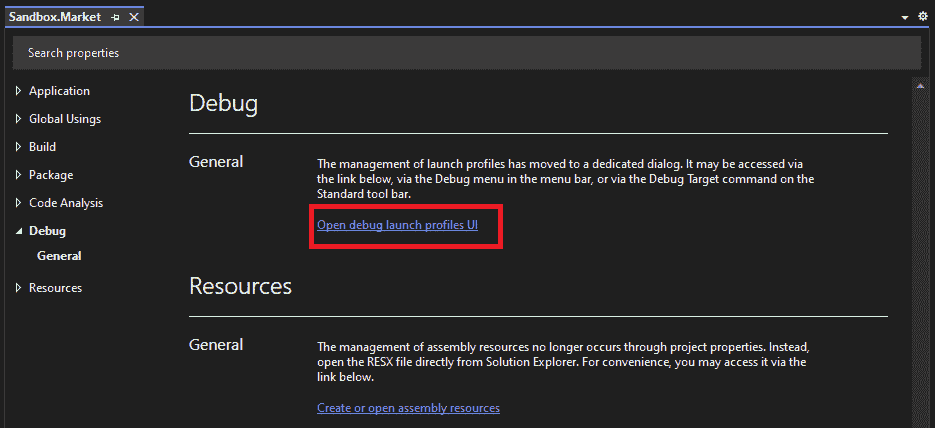 Sandbox.Market
Search properties
Application
Global Usings
Build
Package
Code Analysis
Debug
General
Resources
Debug
General
The management of launch profiles has moved to a dedicated dialog. It may be accessed via
the link below, via the Debug menu in the menu bar, or via the Debug Target command on the
Standard tool bar.
Open debug launch profiles UI
Resources
General
The management of assembly resources no longer occurs through project properties. Instead,
open the RESX file directly from Solution Explorer. For convenience, you may access it via the
link below.
Create or open assembly resources